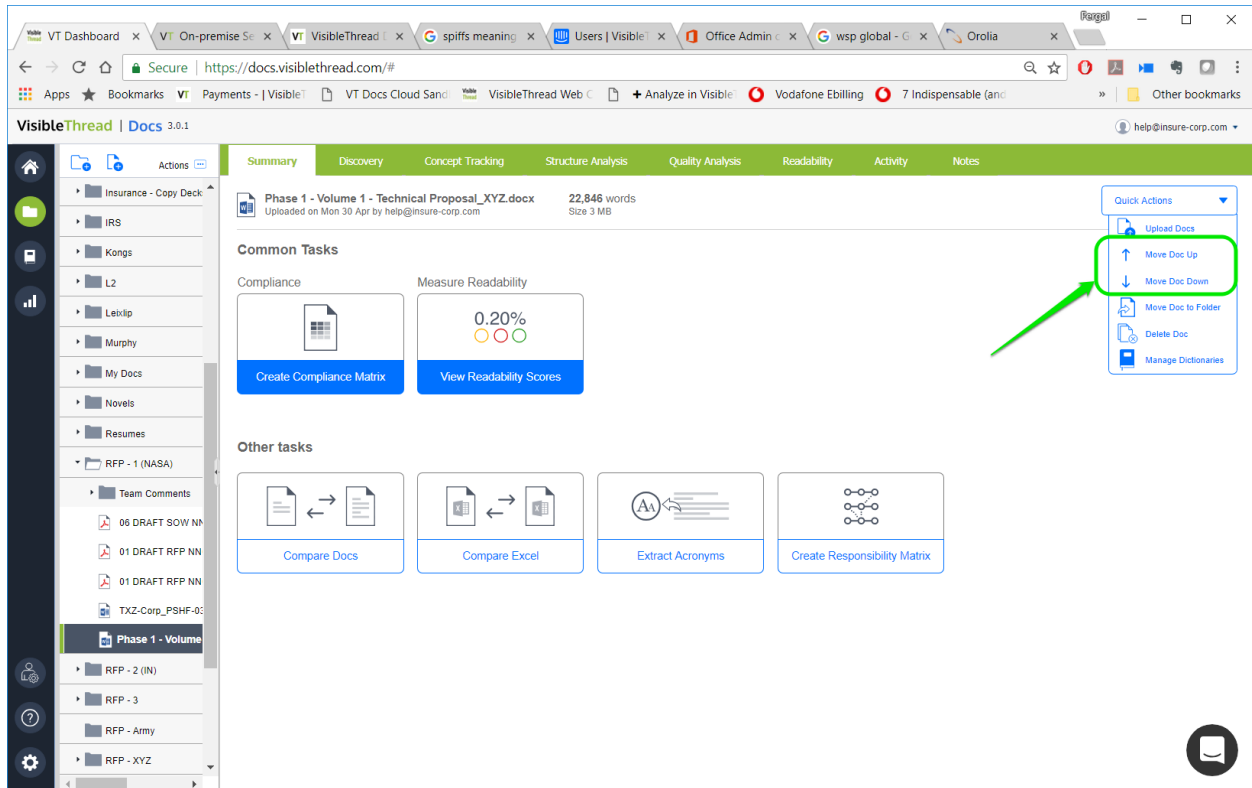 Fergal
VT Dashboard
VT On-premise Se
VT VisibleThread D
spiffs meaning
Users | Visible
Office Admin
wsp global - G
Orolia
Secure | https://docs.visiblethread.com/#
Apps Bookmarks VT Payments - | Visible VT Docs Cloud Sand VisibleThread Web C + Analyze in Visible Vodafone Ebilling 7 Indispensable (and » Other bookmarks
VisibleThread | Docs 3.0.1
help@insure-corp.com
Actions
Summary Discovery Concept Tracking Structure Analysis Quality Analysis Readability Activity Notes
Insurance - Copy Deck
IRS
Kongs
L2
Leixlip
Murphy
My Docs
Novels
Resumes
RFP - 1 (NASA)
Team Comments
06 DRAFT SOW NN
01 DRAFT RFP NN
01 DRAFT RFP NN
TXZ-Corp_PSHF-03
Phase 1 - Volume
RFP - 2 (IN)
RFP - 3
RFP - Army
RFP - XYZ
Phase 1 - Volume 1 - Technical Proposal_XYZ.docx 22,846 words
Uploaded on Mon 30 Apr by help@insure-corp.com Size 3 MB
Quick Actions
Upload Docs
Move Doc Up
Move Doc Down
Move Doc to Folder
Delete Doc
Manage Dictionaries
Common Tasks
Compliance Measure Readability
0.20%
Create Compliance Matrix View Readability Scores
Other tasks
Compare Docs Compare Excel Extract Acronyms Create Responsibility Matrix